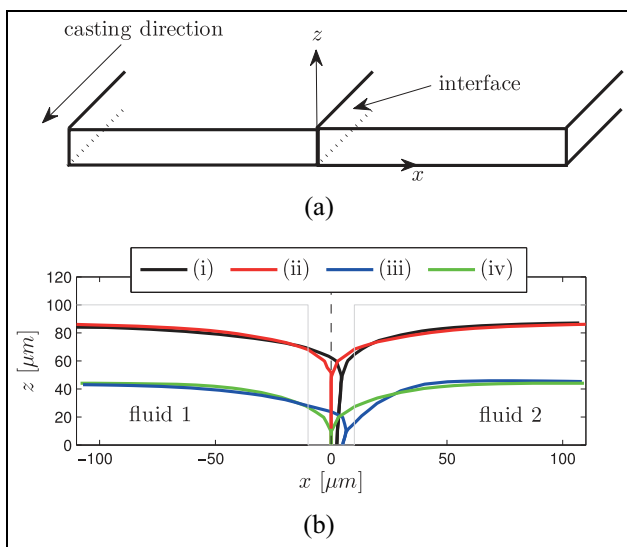 casting direction
z
interface
x
(a)
(i) (ii) (iii) (iv)
120
100
80
60
40
20
0
z [μm]
fluid 1
fluid 2
−100 −50 0 50 100
x [μm]
(b)